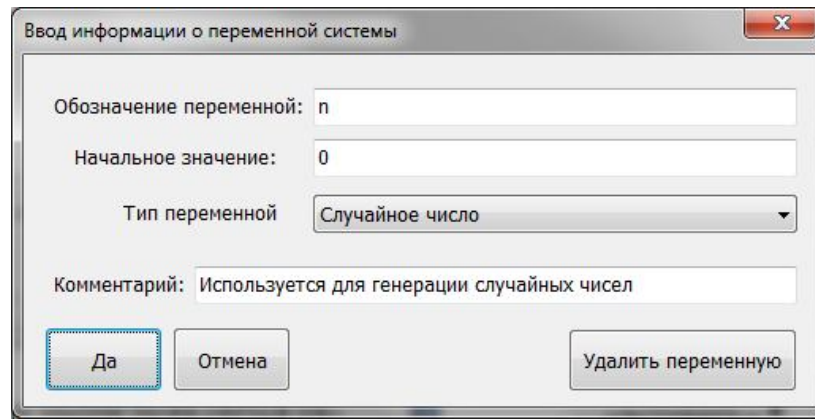 Ввод информации о переменной системы
Обозначение переменной: n
Начальное значение: 0
Тип переменной Случайное число
Комментарий: Используется для генерации случайных чисел
Да Отмена Удалить переменную